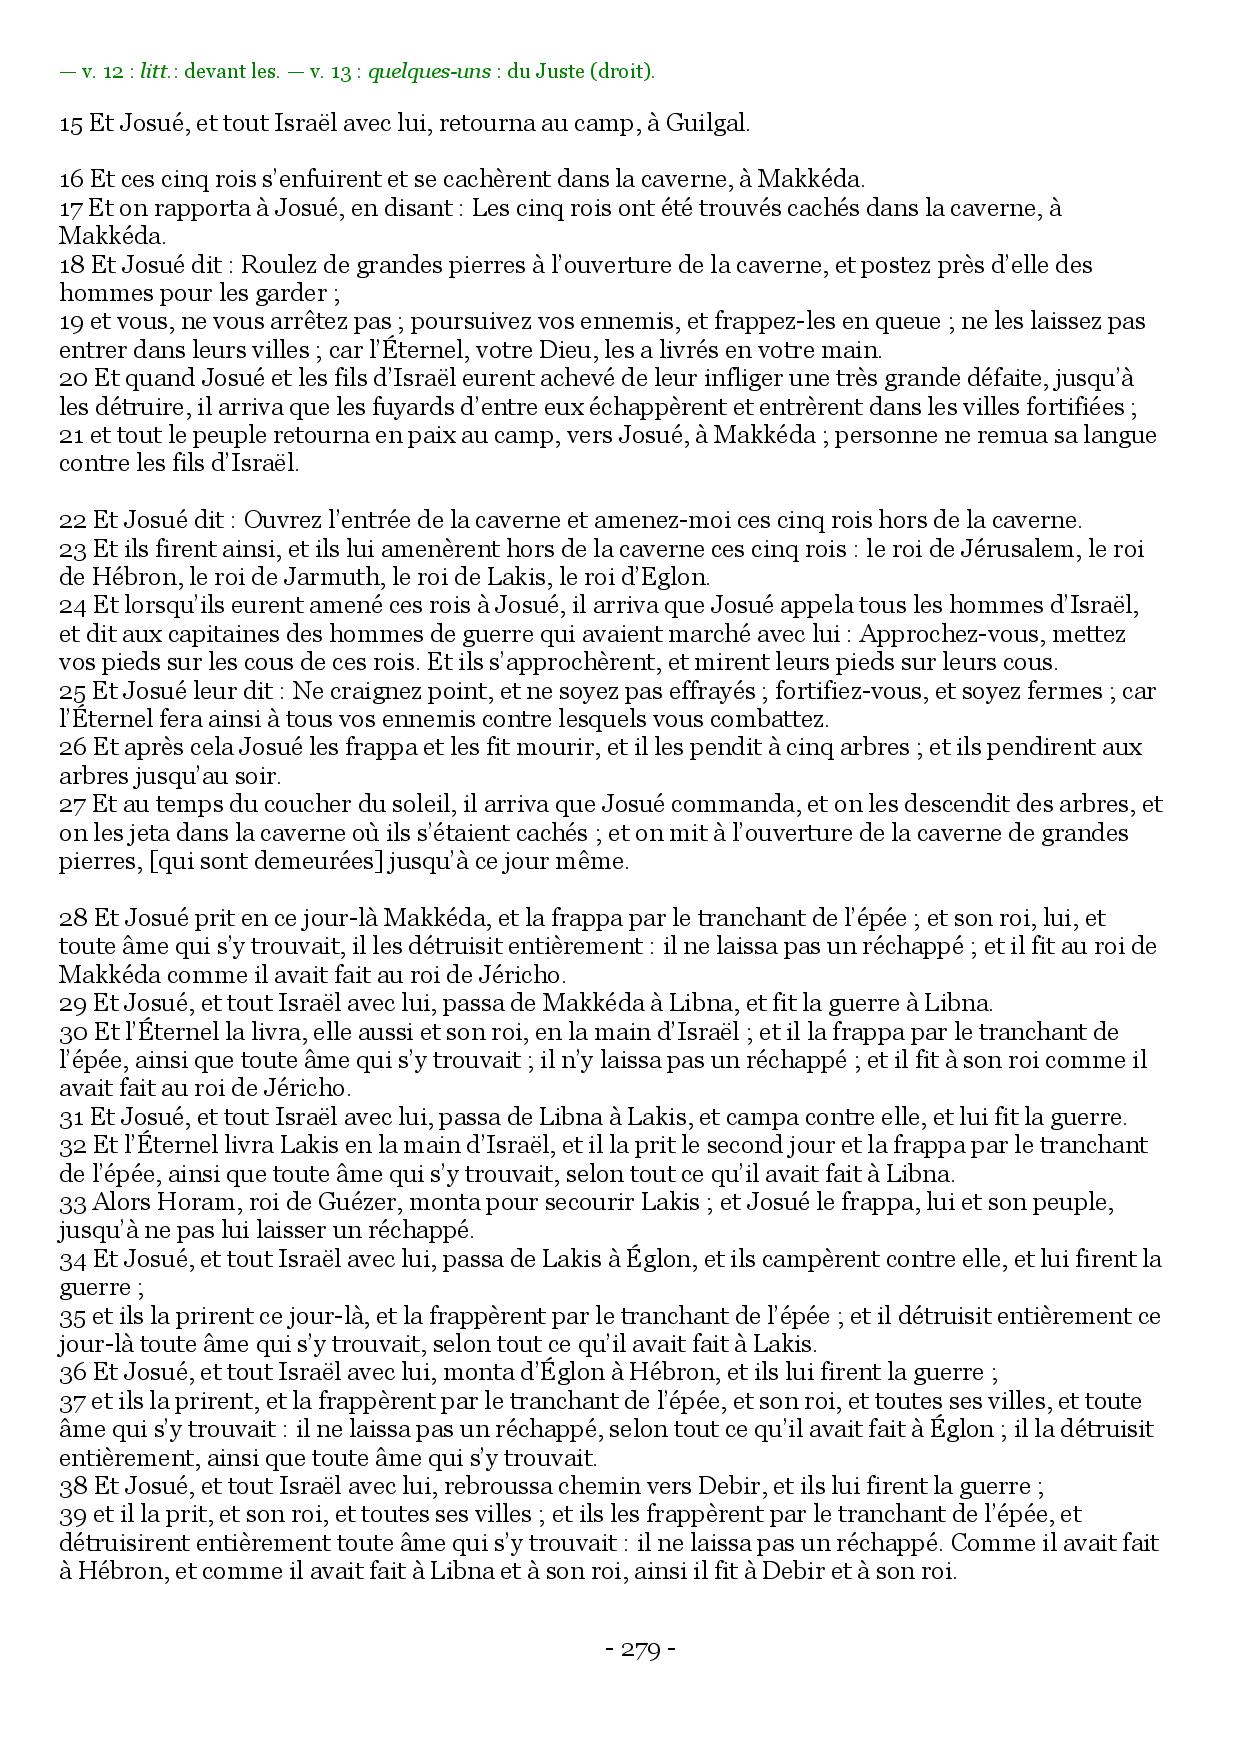 — v. 12 : litt.: devant les. — v. 13 : quelques-uns : du Juste (droit).
15 Et Josué, et tout Israël avec lui, retourna au camp, à Guilgal.
16 Et ces cinq rois s’enfuirent et se cachèrent dans la caverne, à Makkéda.
17 Et on rapporta à Josué, en disant : Les cinq rois ont été trouvés cachés dans la caverne, à
Makkéda.
18 Et Josué dit : Roulez de grandes pierres à l’ouverture de la caverne, et postez près d’elle des
hommes pour les garder ;
19 et vous, ne vous arrêtez pas ; poursuivez vos ennemis, et frappez-les en queue ; ne les laissez pas
entrer dans leurs villes ; car l’Éternel, votre Dieu, les a livrés en votre main.
20 Et quand Josué et les fils d’Israël eurent achevé de leur infliger une très grande défaite, jusqu’à
les détruire, il arriva que les fuyards d’entre eux échappèrent et entrèrent dans les villes fortifiées ;
21 et tout le peuple retourna en paix au camp, vers Josué, à Makkéda ; personne ne remua sa langue
contre les fils d’Israël.
22 Et Josué dit : Ouvrez l’entrée de la caverne et amenez-moi ces cinq rois hors de la caverne.
23 Et ils firent ainsi, et ils lui amenèrent hors de la caverne ces cinq rois : le roi de Jérusalem, le roi
de Hébron, le roi de Jarmuth, le roi de Lakis, le roi d’Eglon.
24 Et lorsqu’ils eurent amené ces rois à Josué, il arriva que Josué appela tous les hommes d’Israël,
et dit aux capitaines des hommes de guerre qui avaient marché avec lui : Approchez-vous, mettez
vos pieds sur les cous de ces rois. Et ils s’approchèrent, et mirent leurs pieds sur leurs cous.
25 Et Josué leur dit : Ne craignez point, et ne soyez pas effrayés ; fortifiez-vous, et soyez fermes ; car
l’Éternel fera ainsi à tous vos ennemis contre lesquels vous combattez.
26 Et après cela Josué les frappa et les fit mourir, et il les pendit à cinq arbres ; et ils pendirent aux
arbres jusqu’au soir.
27 Et au temps du coucher du soleil, il arriva que Josué commanda, et on les descendit des arbres, et
on les jeta dans la caverne où ils s’étaient cachés ; et on mit à l’ouverture de la caverne de grandes
pierres, [qui sont demeurées] jusqu’à ce jour même.
28 Et Josué prit en ce jour-là Makkéda, et la frappa par le tranchant de l’épée ; et son roi, lui, et
toute âme qui s’y trouvait, il les détruisit entièrement : il ne laissa pas un réchappé ; et il fit au roi de
Makkéda comme il avait fait au roi de Jéricho.
29 Et Josué, et tout Israël avec lui, passa de Makkéda à Libna, et fit la guerre à Libna.
30 Et l’Éternel la livra, elle aussi et son roi, en la main d’Israël ; et il la frappa par le tranchant de
l’épée, ainsi que toute âme qui s’y trouvait ; il n’y laissa pas un réchappé ; et il fit à son roi comme il
avait fait au roi de Jéricho.
31 Et Josué, et tout Israël avec lui, passa de Libna à Lakis, et campa contre elle, et lui fit la guerre.
32 Et l’Éternel livra Lakis en la main d’Israël, et il la prit le second jour et la frappa par le tranchant
de l’épée, ainsi que toute âme qui s’y trouvait, selon tout ce qu’il avait fait à Libna.
33 Alors Horam, roi de Guézer, monta pour secourir Lakis ; et Josué le frappa, lui et son peuple,
jusqu’à ne pas lui laisser un réchappé.
34 Et Josué, et tout Israël avec lui, passa de Lakis à Églon, et ils campèrent contre elle, et lui firent la
guerre ;
35 et ils la prirent ce jour-là, et la frappèrent par le tranchant de l’épée ; et il détruisit entièrement ce
jour-là toute âme qui s’y trouvait, selon tout ce qu’il avait fait à Lakis.
36 Et Josué, et tout Israël avec lui, monta d’Églon à Hébron, et ils lui firent la guerre ;
37 et ils la prirent, et la frappèrent par le tranchant de l’épée, et son roi, et toutes ses villes, et toute
âme qui s’y trouvait : il ne laissa pas un réchappé, selon tout ce qu’il avait fait à Églon ; il la détruisit
entièrement, ainsi que toute âme qui s’y trouvait.
38 Et Josué, et tout Israël avec lui, rebroussa chemin vers Debir, et ils lui firent la guerre ;
39 et il la prit, et son roi, et toutes ses villes ; et ils les frappèrent par le tranchant de l’épée, et
détruisirent entièrement toute âme qui s’y trouvait : il ne laissa pas un réchappé. Comme il avait fait
à Hébron, et comme il avait fait à Libna et à son roi, ainsi il fit à Debir et à son roi.
- 279 -